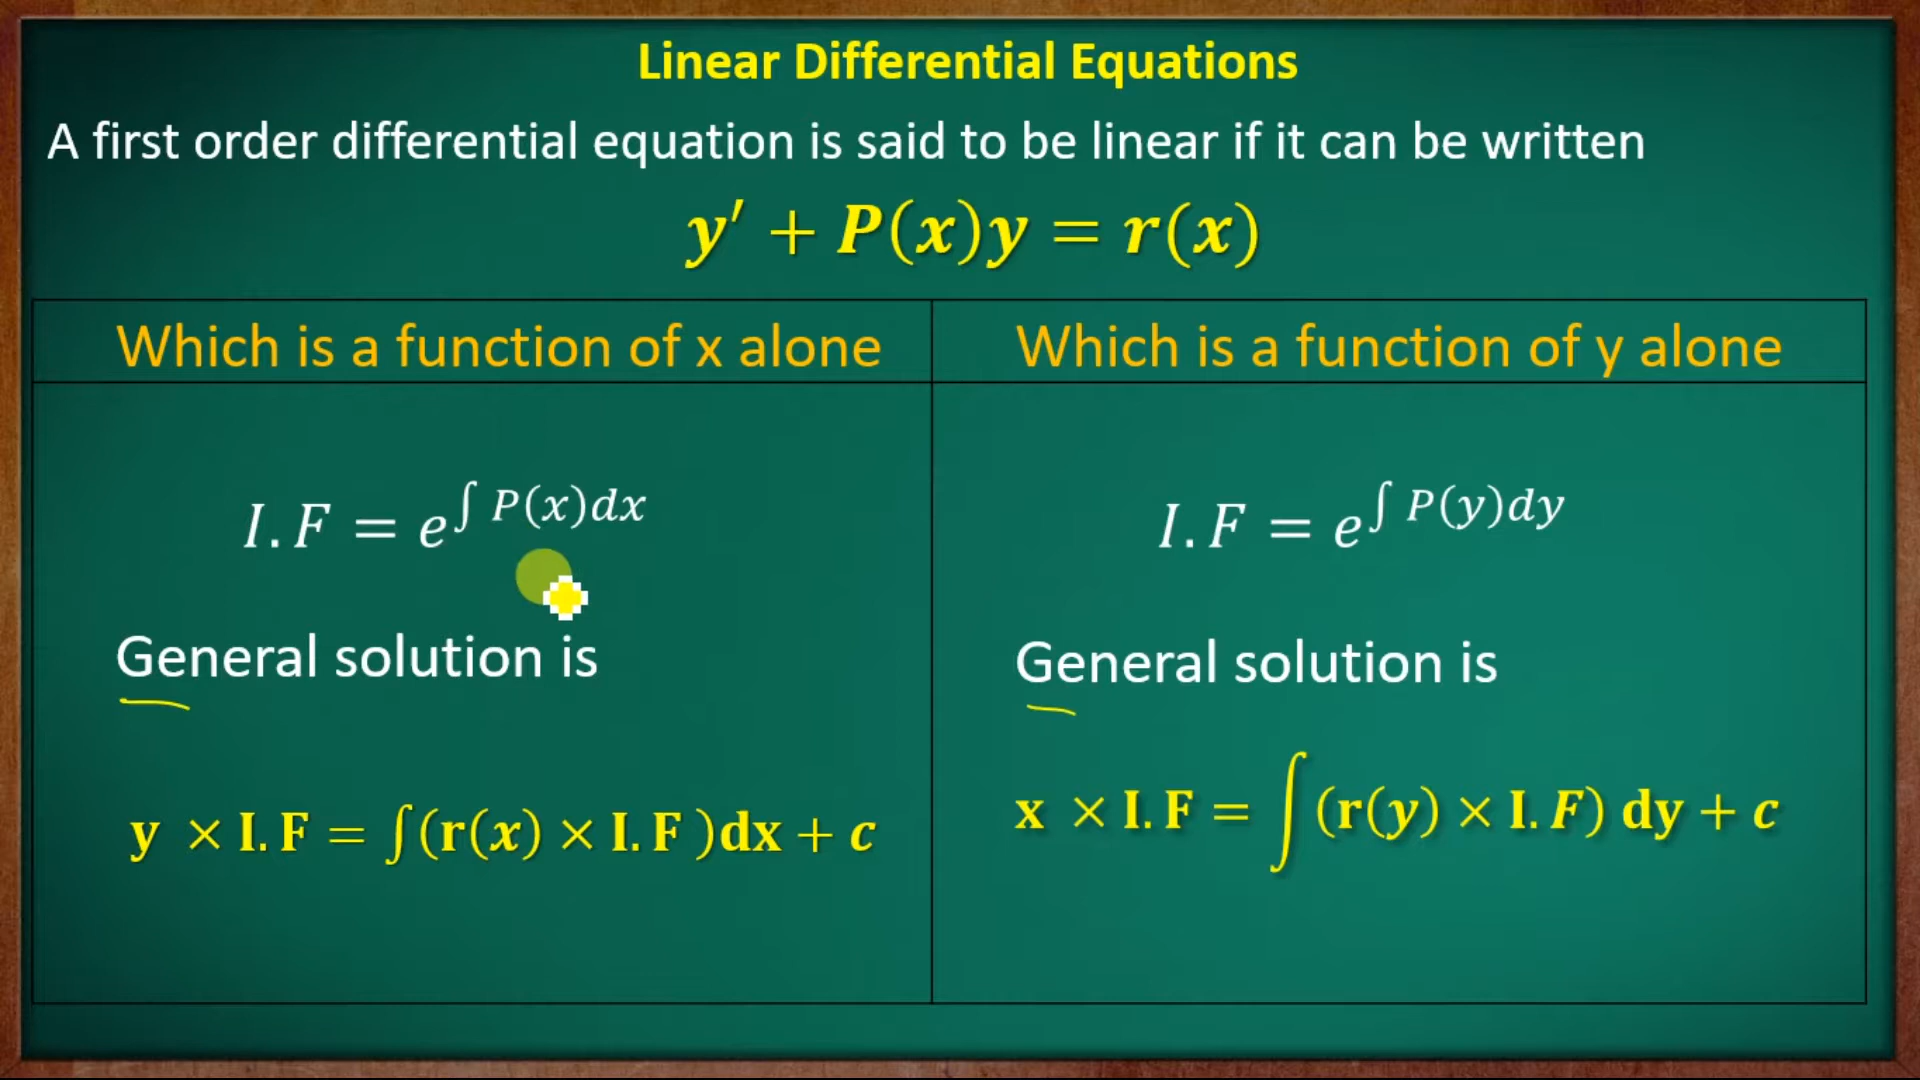 Linear Differential Equations
A first order differential equation is said to be linear if it can be written
y′ + P(x)y = r(x)
Which is a function of x alone
I.F = e^∫ P(x)dx
General solution is
y × I.F = ∫(r(x) × I.F )dx + c
Which is a function of y alone
I.F = e^∫ P(y)dy
General solution is
x × I.F = ∫(r(y) × I.F) dy + c